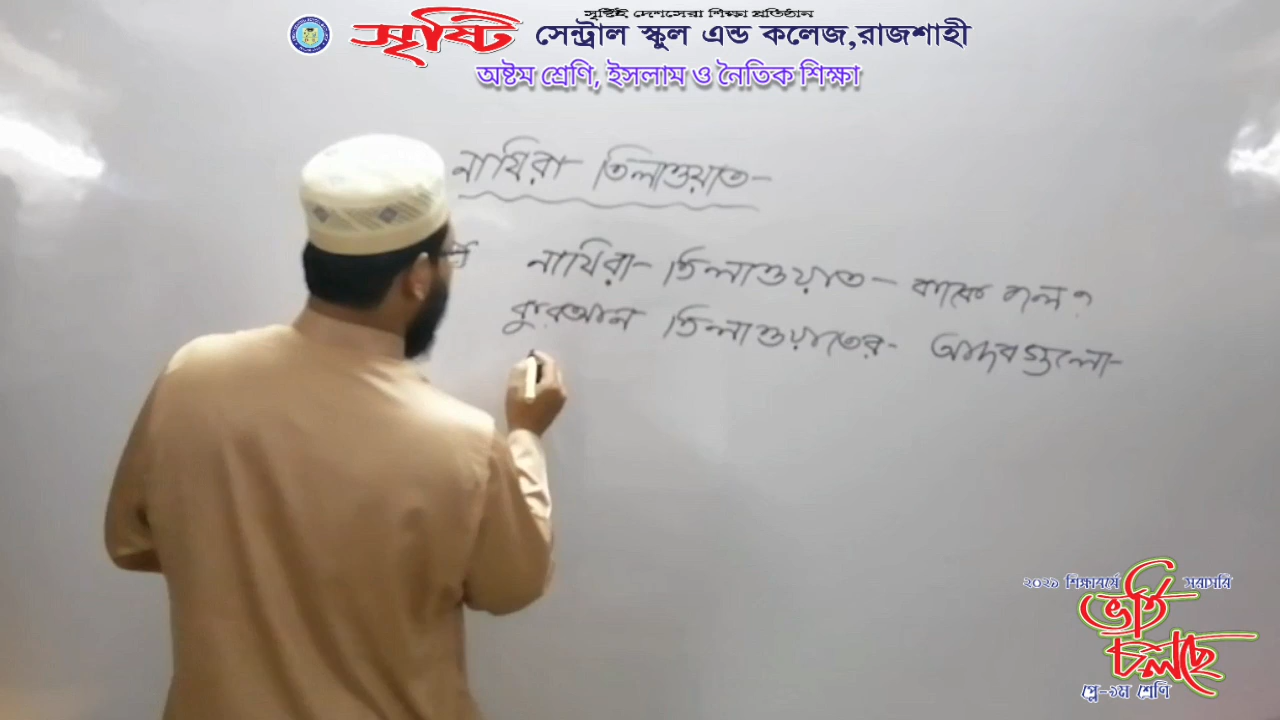 সৃষ্টিই দেশসেরা শিক্ষা প্রতিষ্ঠান
সৃষ্টি সেন্ট্রাল স্কুল এন্ড কলেজ,রাজশাহী
অষ্টম শ্রেণি, ইসলাম ও নৈতিক শিক্ষা
নাযিরা তিলাওয়াত-
নাযিরা তিলাওয়াত কাকে বলে?
কুরআন তিলাওয়াতের আদবগুলো-
২০২১ শিক্ষাবর্ষে সরাসরি
ভর্তি
চলছে
প্লে-৯ম শ্রেণি